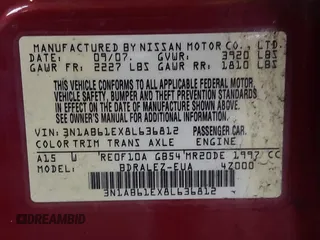 MANUFACTURED BY NISSAN MOTOR CO., LTD.
DATE: 09/07. GVWR: 3920 LBS
GAWR FR: 2227 LBS GAWR RR: 1810 LBS
THIS VEHICLE CONFORMS TO ALL APPLICABLE FEDERAL MOTOR
VEHICLE SAFETY, BUMPER AND THEFT PREVENTION STANDARDS
IN EFFECT ON THE DATE OF MANUFACTURE SHOWN ABOVE.
SEE OWNER'S MANUAL FOR ADDITIONAL INFORMATION
VIN: 3N1AB61EX8L636812 PASSENGER CAR.
COLOR TRIM TRANS AXLE ENGINE
A15 U RE0F10A GB54 MR20DE 1997 CC
BDRALEZ-EUA 4Z000
3N1AB61EX8L636812
DREAMBID